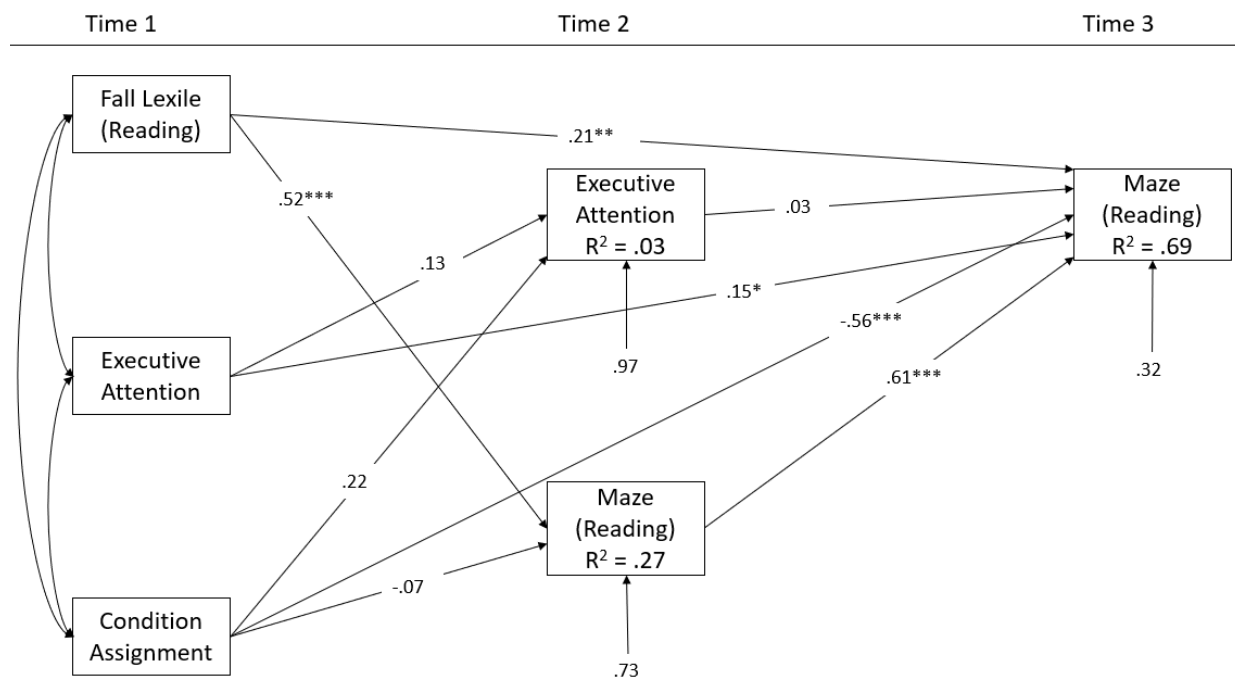 Time 1
Time 2
Time 3
Fall Lexile
(Reading)
.21**
.52***
Executive
Attention
R² = .03
.03
Maze
(Reading)
R² = .69
.13
.15*
-.56***
Executive
Attention
.97
.61***
.32
.22
Maze
(Reading)
R² = .27
-.07
Condition
Assignment
.73